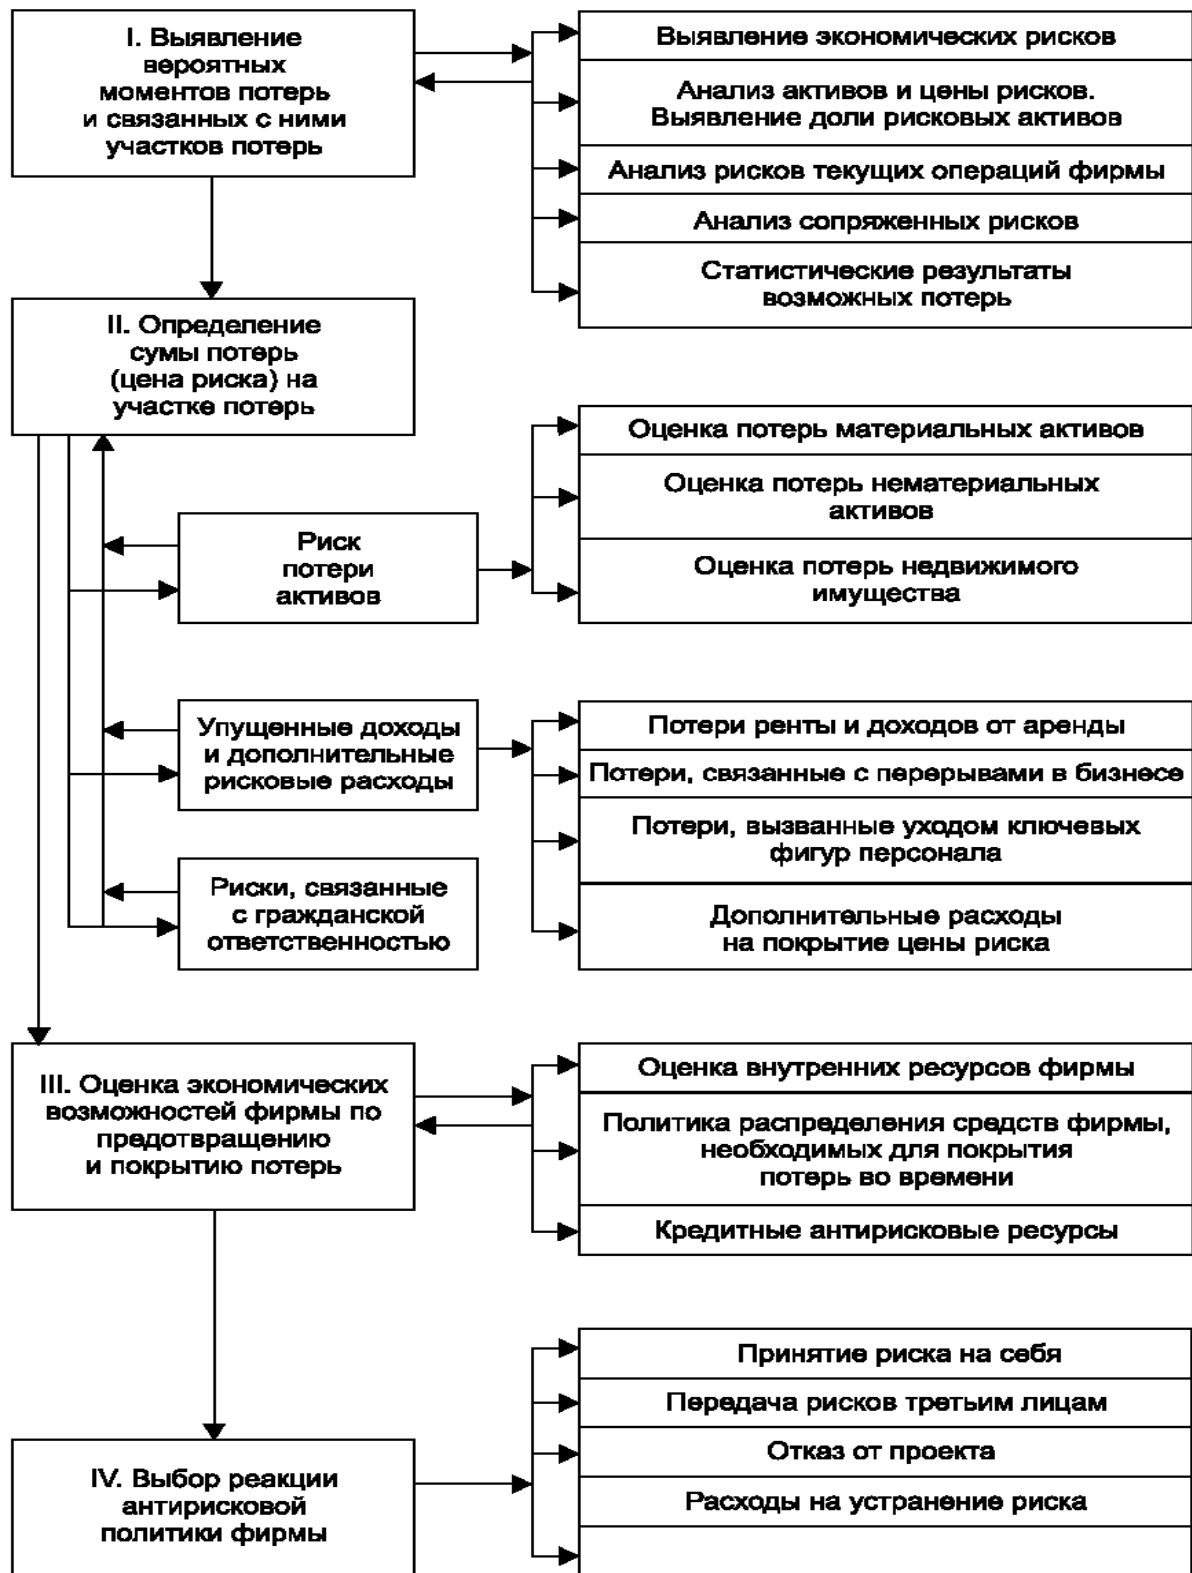 I. Выявление
вероятных
моментов потерь
и связанных с ними
участков потерь
Выявление экономических рисков
Анализ активов и цены рисков.
Выявление доли рисковых активов
Анализ рисков текущих операций фирмы
Анализ сопряженных рисков
Статистические результаты
возможных потерь
II. Определение
сумы потерь
(цена риска) на
участке потерь
Риск
потери
активов
Оценка потерь материальных активов
Оценка потерь нематериальных
активов
Оценка потерь недвижимого
имущества
Упущенные доходы
и дополнительные
рисковые расходы
Потери ренты и доходов от аренды
Потери, связанные с перерывами в бизнесе
Потери, вызванные уходом ключевых
фигур персонала
Дополнительные расходы
на покрытие цены риска
Риски, связанные
с гражданской
ответственностью
III. Оценка экономических
возможностей фирмы по
предотвращению
и покрытию потерь
Оценка внутренних ресурсов фирмы
Политика распределения средств фирмы,
необходимых для покрытия
потерь во времени
Кредитные антирисковые ресурсы
IV. Выбор реакции
антирисковой
политики фирмы
Принятие риска на себя
Передача рисков третьим лицам
Отказ от проекта
Расходы на устранение риска